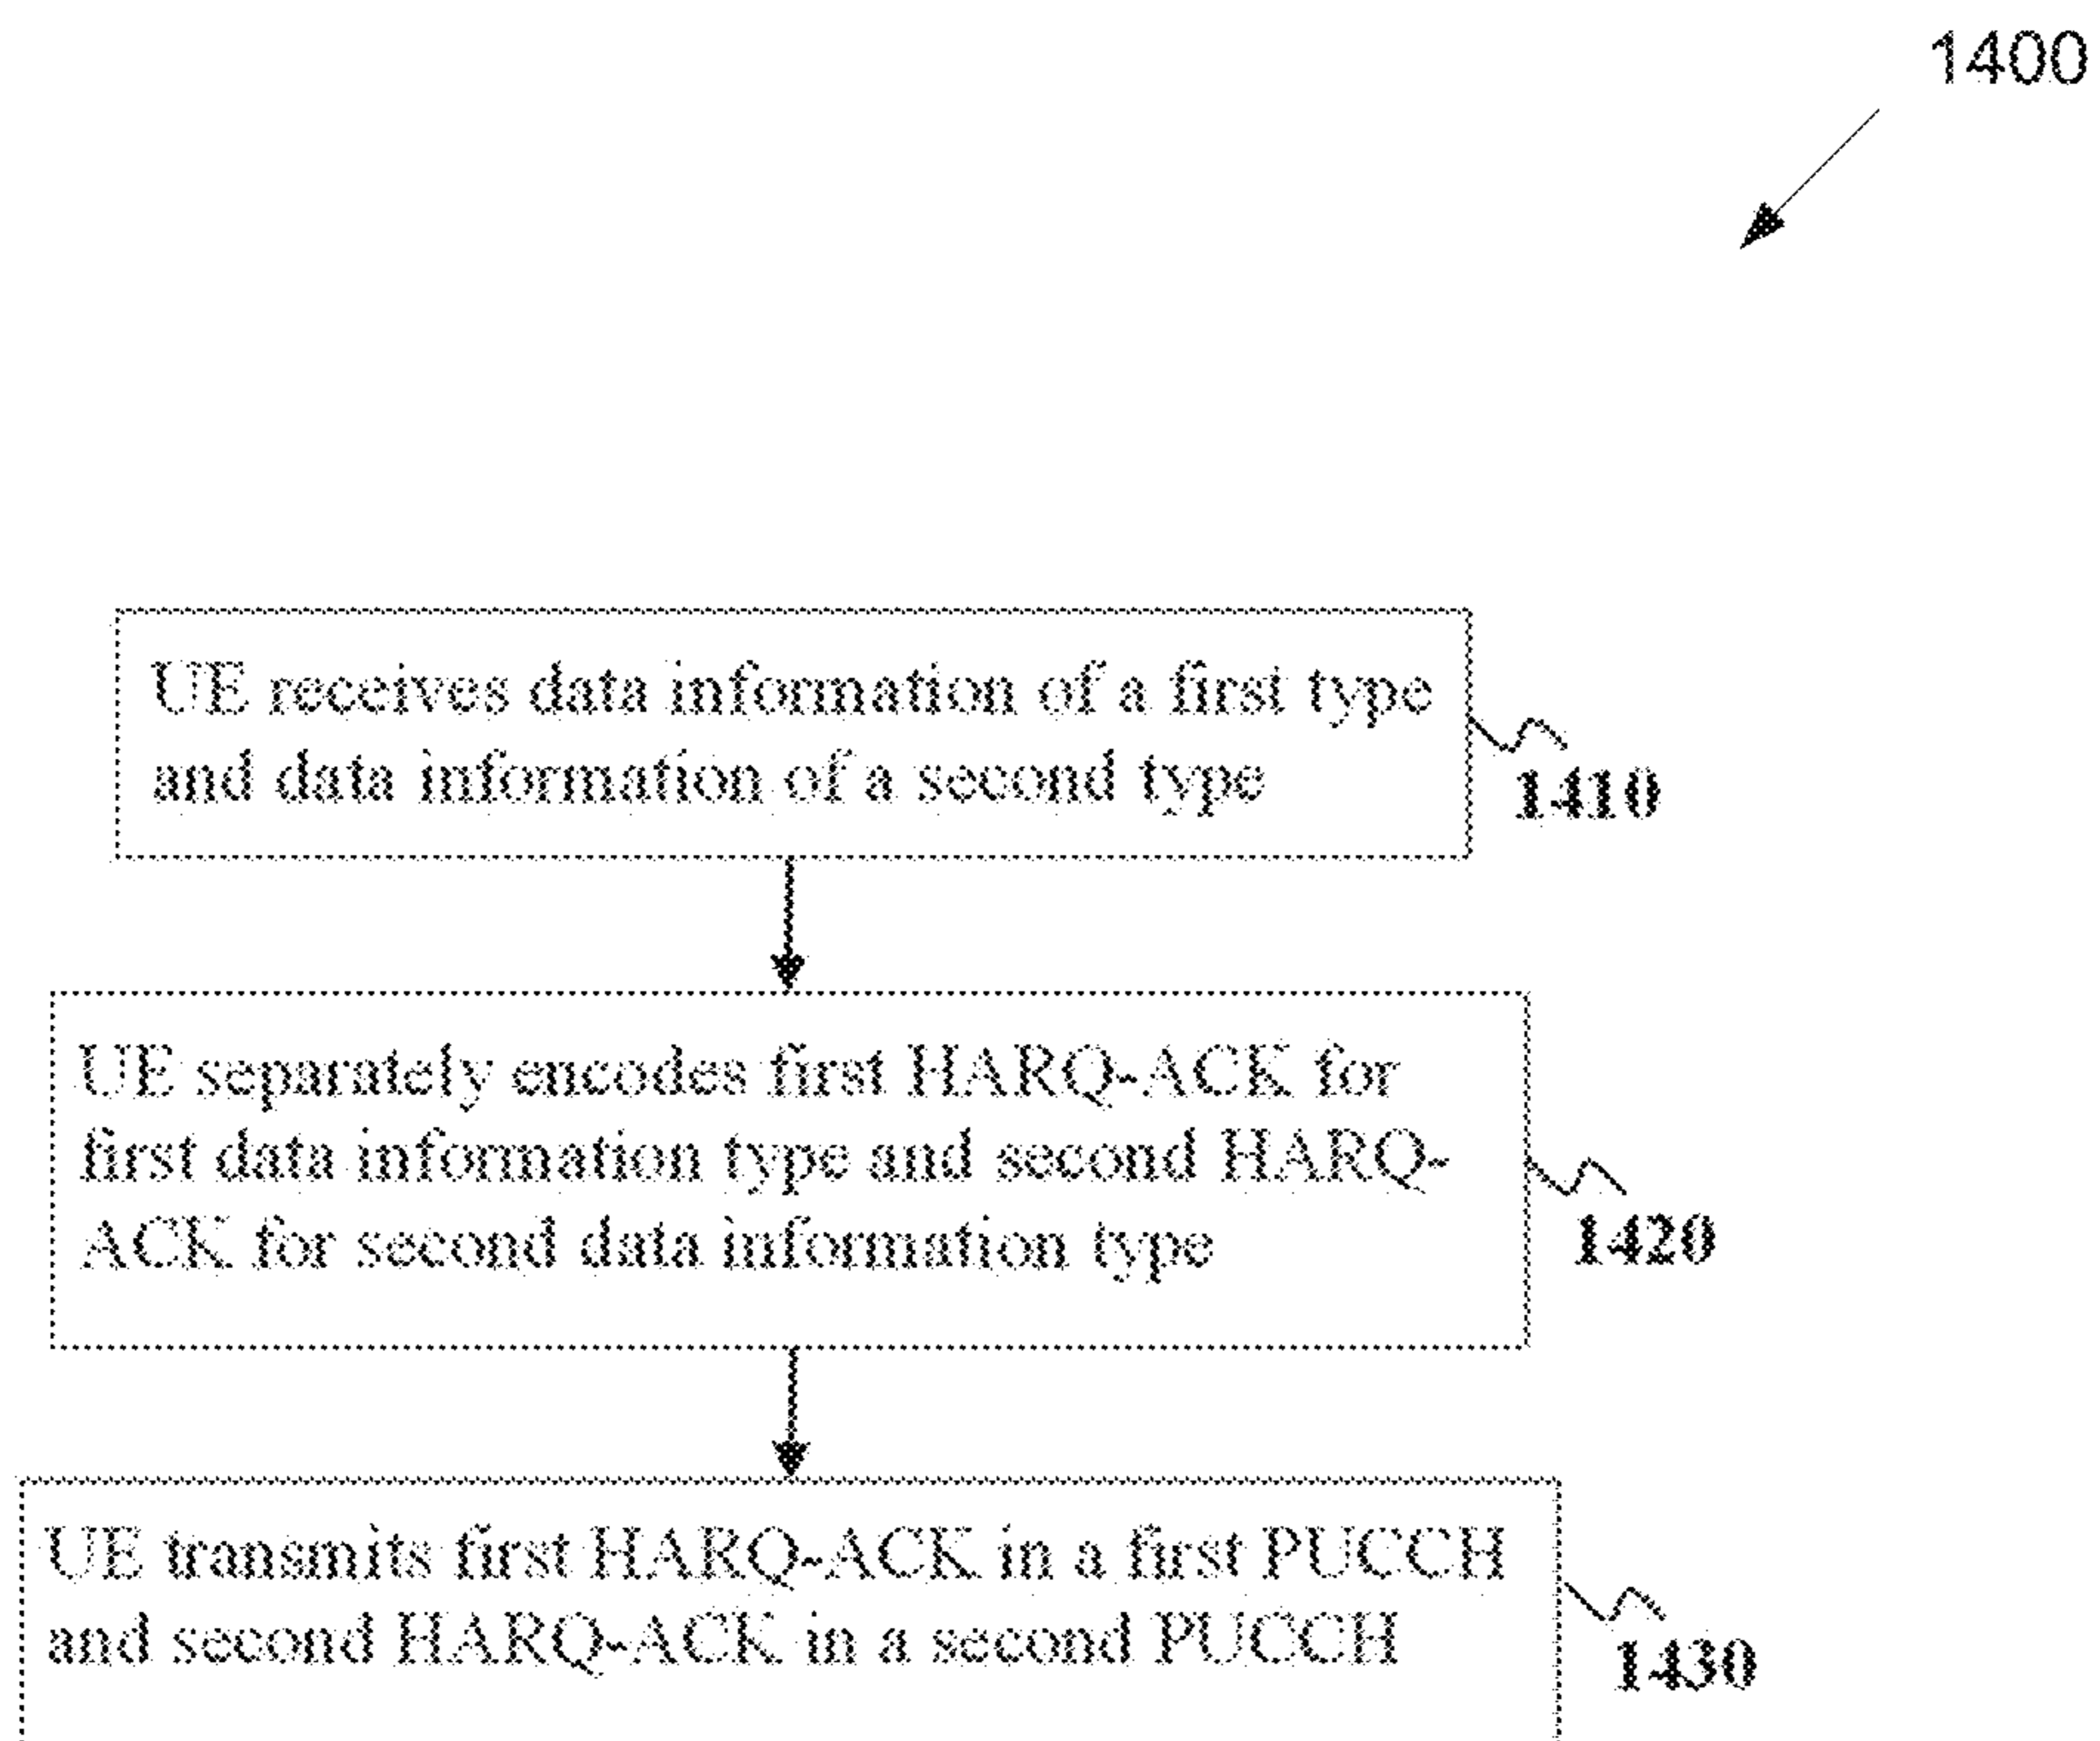 1400
UE receives data information of a first type
and data information of a second type
1410
UE separately encodes first HARQ-ACK for
first data information type and second HARQ-
ACK for second data information type
1420
UE transmits first HARQ-ACK in a first PUCCH
and second HARQ-ACK in a second PUCCH
1430